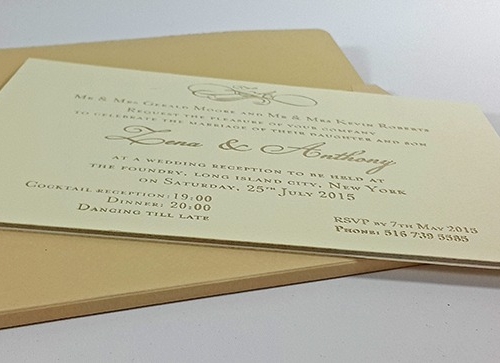 Mr & Mrs Gerald Moore and Mr & Mrs Kevin Roberts
Request the pleasure of your company
to celebrate the marriage of their daughter and son
Zena & Anthony
at a wedding reception to be held at
the foundry, Long Island City, New York
on Saturday, 25th July 2015
Cocktail reception: 19:00
Dinner: 20:00
Dancing till late
RSVP by 7th May 2015
Phone: 516 739 5585